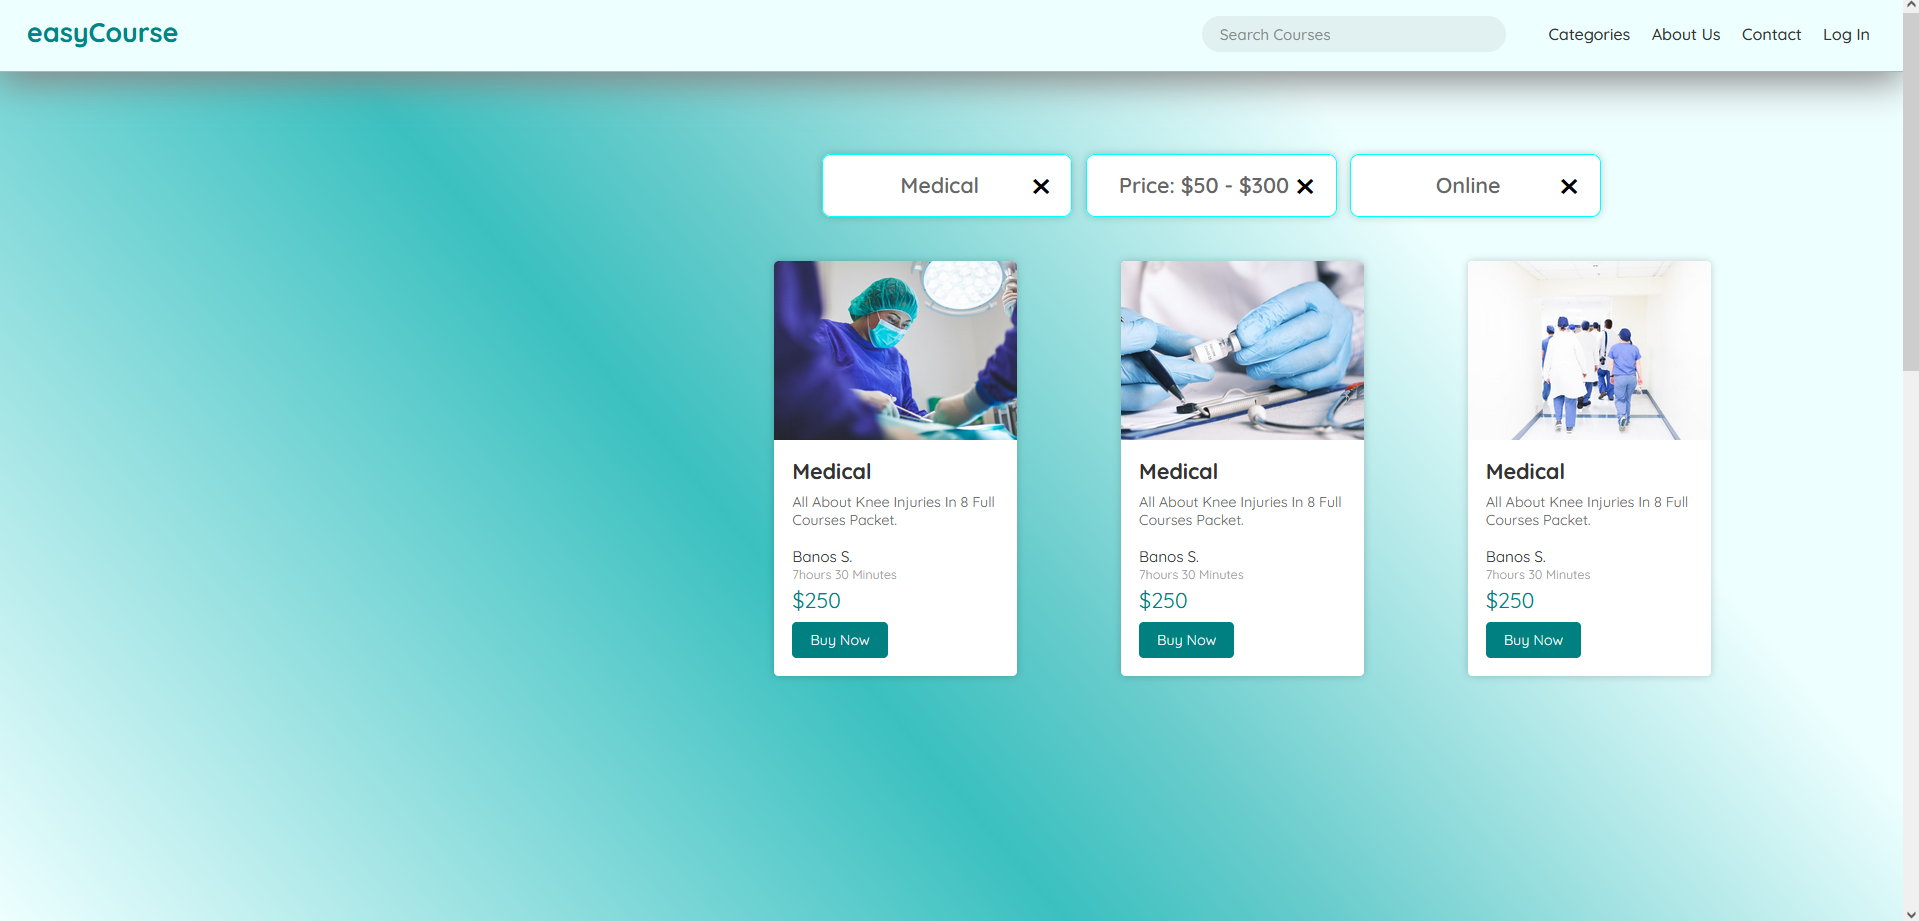 easyCourse
Search Courses
Categories
About Us
Contact
Log In
Medical
Price: $50 - $300
Online
Medical
All About Knee Injuries In 8 Full
Courses Packet.
Banos S.
7hours 30 Minutes
$250
Buy Now
Medical
All About Knee Injuries In 8 Full
Courses Packet.
Banos S.
7hours 30 Minutes
$250
Buy Now
Medical
All About Knee Injuries In 8 Full
Courses Packet.
Banos S.
7hours 30 Minutes
$250
Buy Now